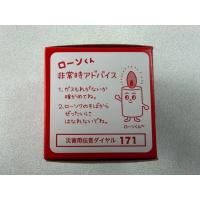 ローソくん
非常時アドバイス
1.ガスもれがないか
確かめてね。
2.ローソクのそばから
ぜったいに
はなれないでね。
ローソくん™
災害用伝言ダイヤル 171